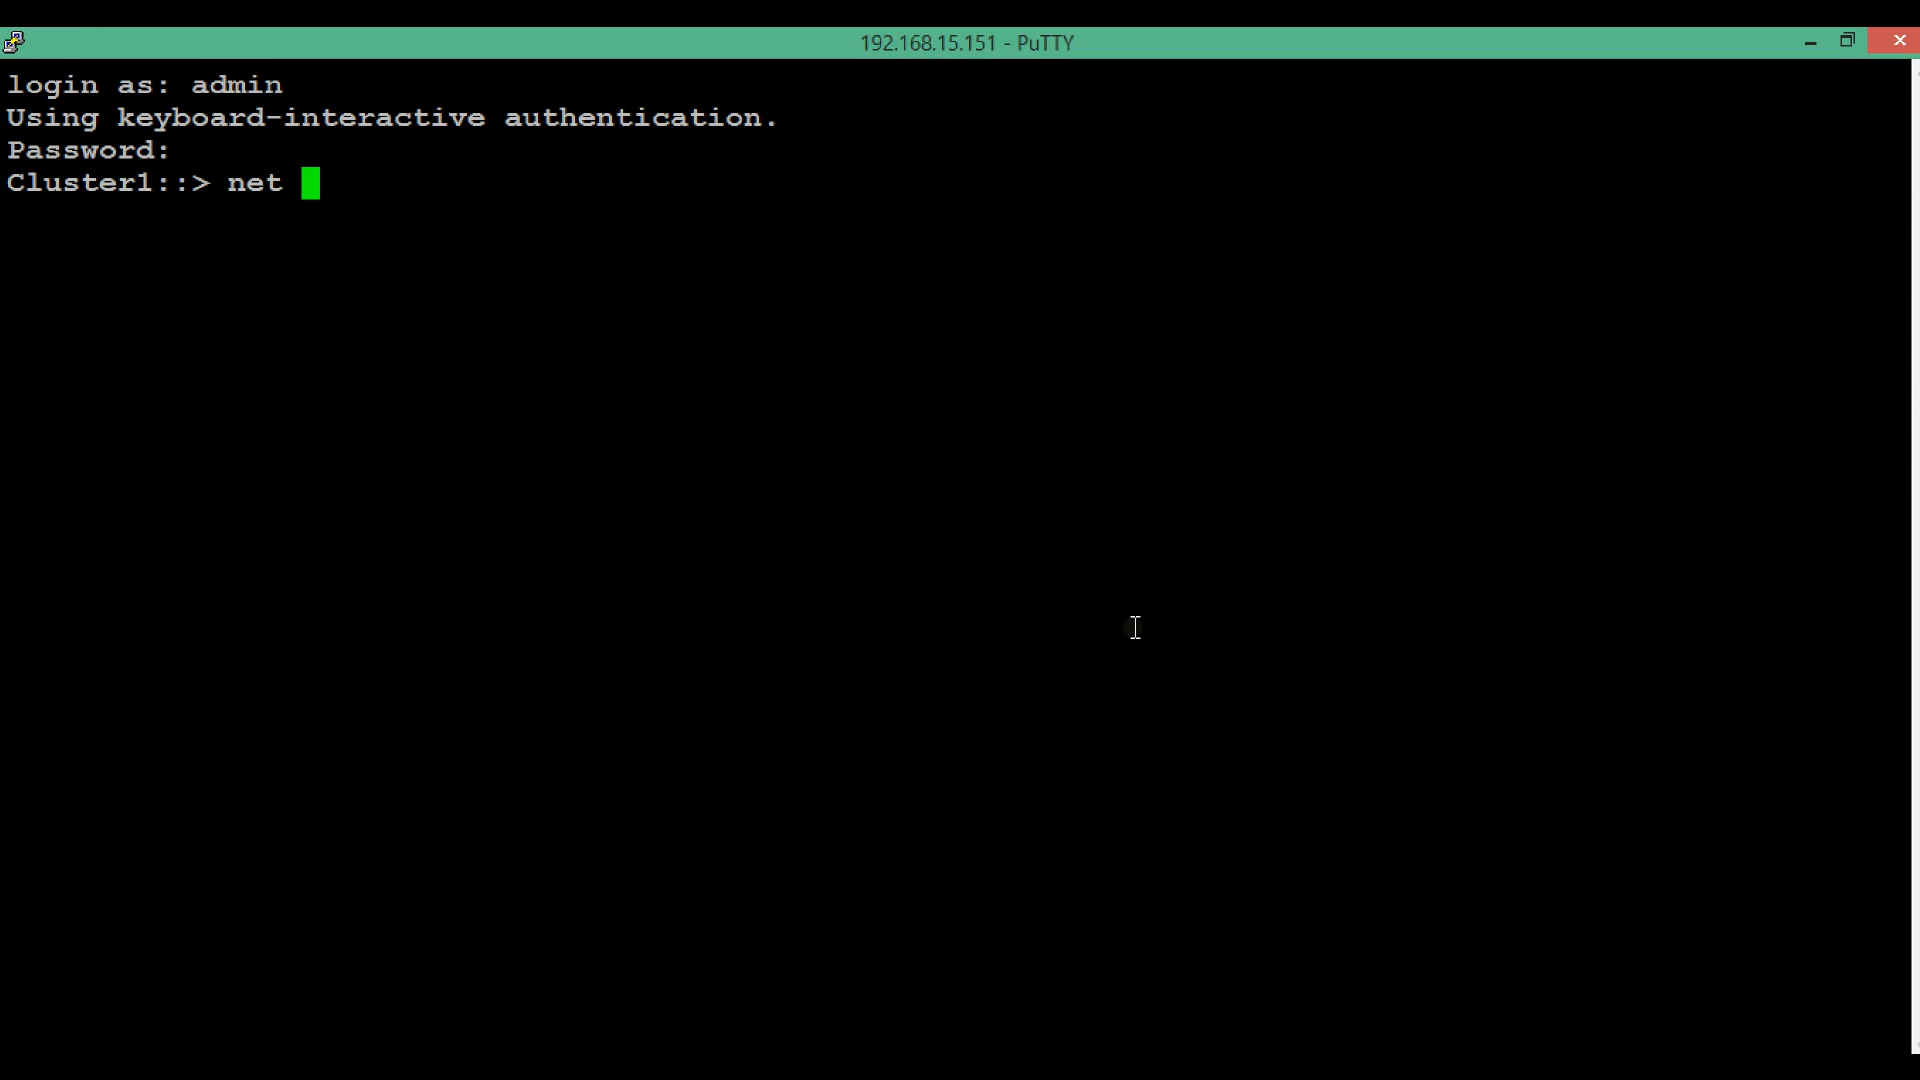 192.168.15.151 - PuTTY
login as: admin
Using keyboard-interactive authentication.
Password:
Cluster1::> net